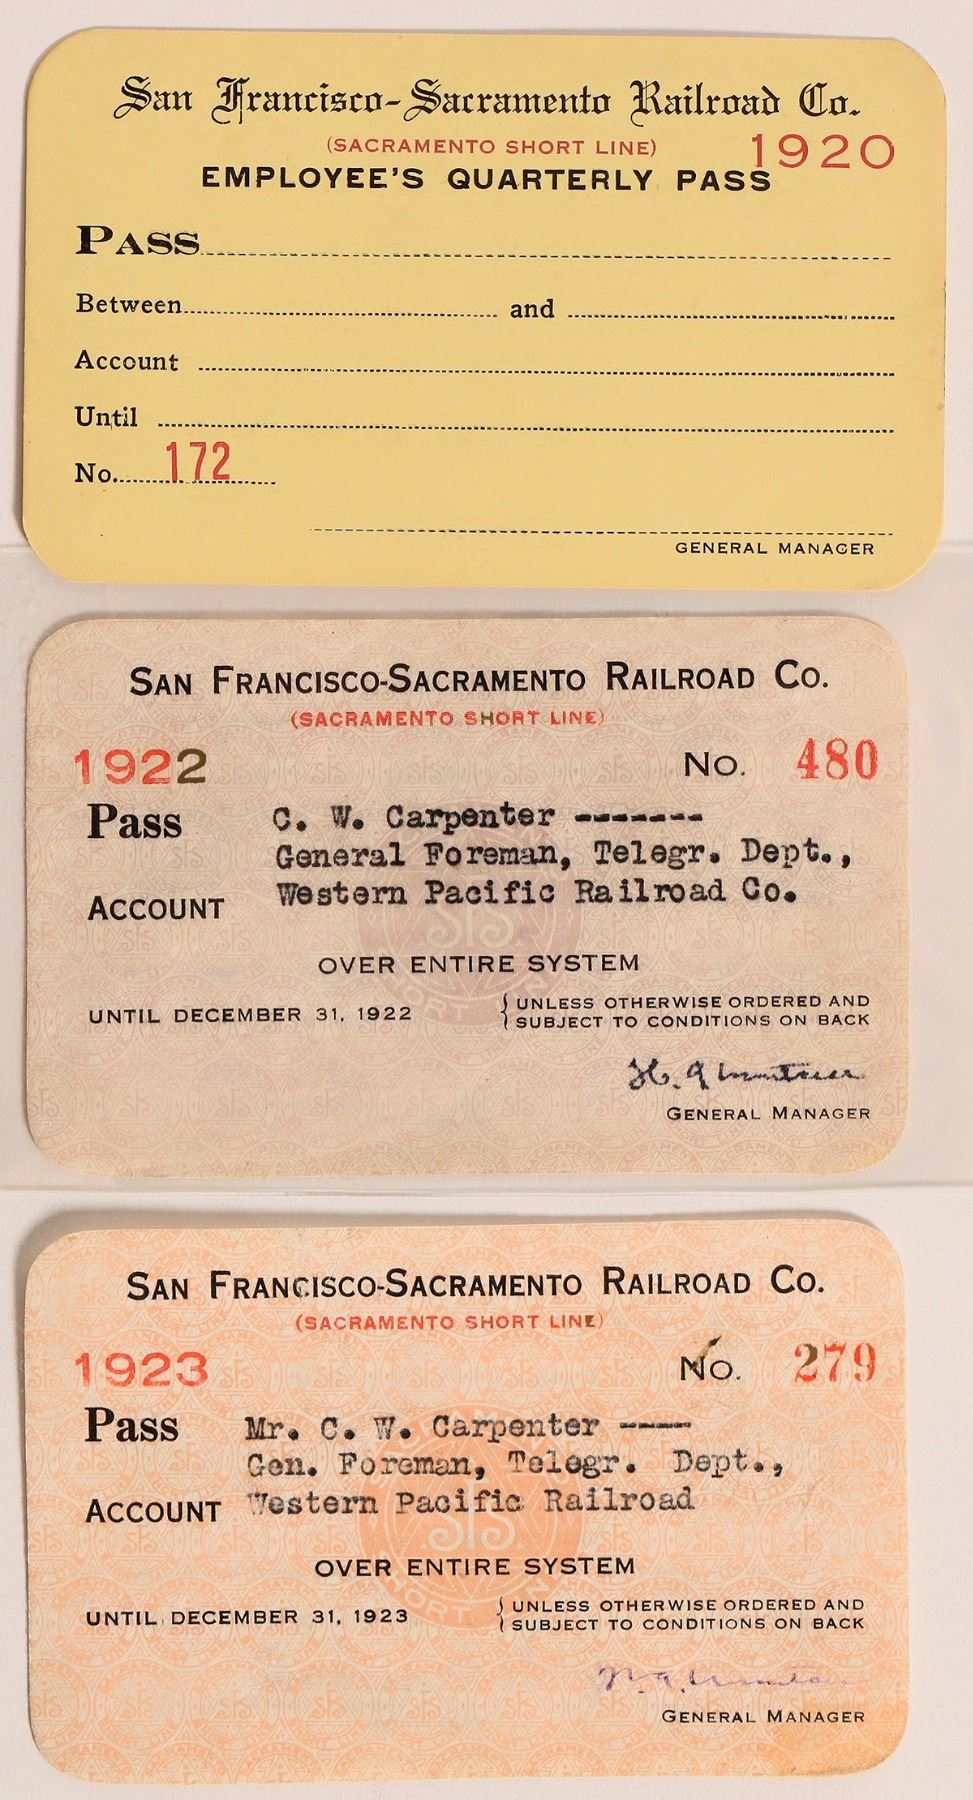 San Francisco-Sacramento Railroad Co.
(SACRAMENTO SHORT LINE) 1920
EMPLOYEE'S QUARTERLY PASS
PASS
Between and
Account
Until
No. 172
GENERAL MANAGER
SAN FRANCISCO-SACRAMENTO RAILROAD CO.
(SACRAMENTO SHORT LINE)
1922 No. 480
Pass C. W. Carpenter -------
General Foreman, Telegr. Dept.,
ACCOUNT Western Pacific Railroad Co.
OVER ENTIRE SYSTEM
UNTIL DECEMBER 31, 1922 { UNLESS OTHERWISE ORDERED AND
SUBJECT TO CONDITIONS ON BACK
GENERAL MANAGER
SAN FRANCISCO-SACRAMENTO RAILROAD CO.
(SACRAMENTO SHORT LINE)
1923 No. 279
Pass Mr. C. W. Carpenter ----
Gen. Foreman, Telegr. Dept.,
ACCOUNT Western Pacific Railroad
OVER ENTIRE SYSTEM
UNTIL DECEMBER 31, 1923 { UNLESS OTHERWISE ORDERED AND
SUBJECT TO CONDITIONS ON BACK
GENERAL MANAGER